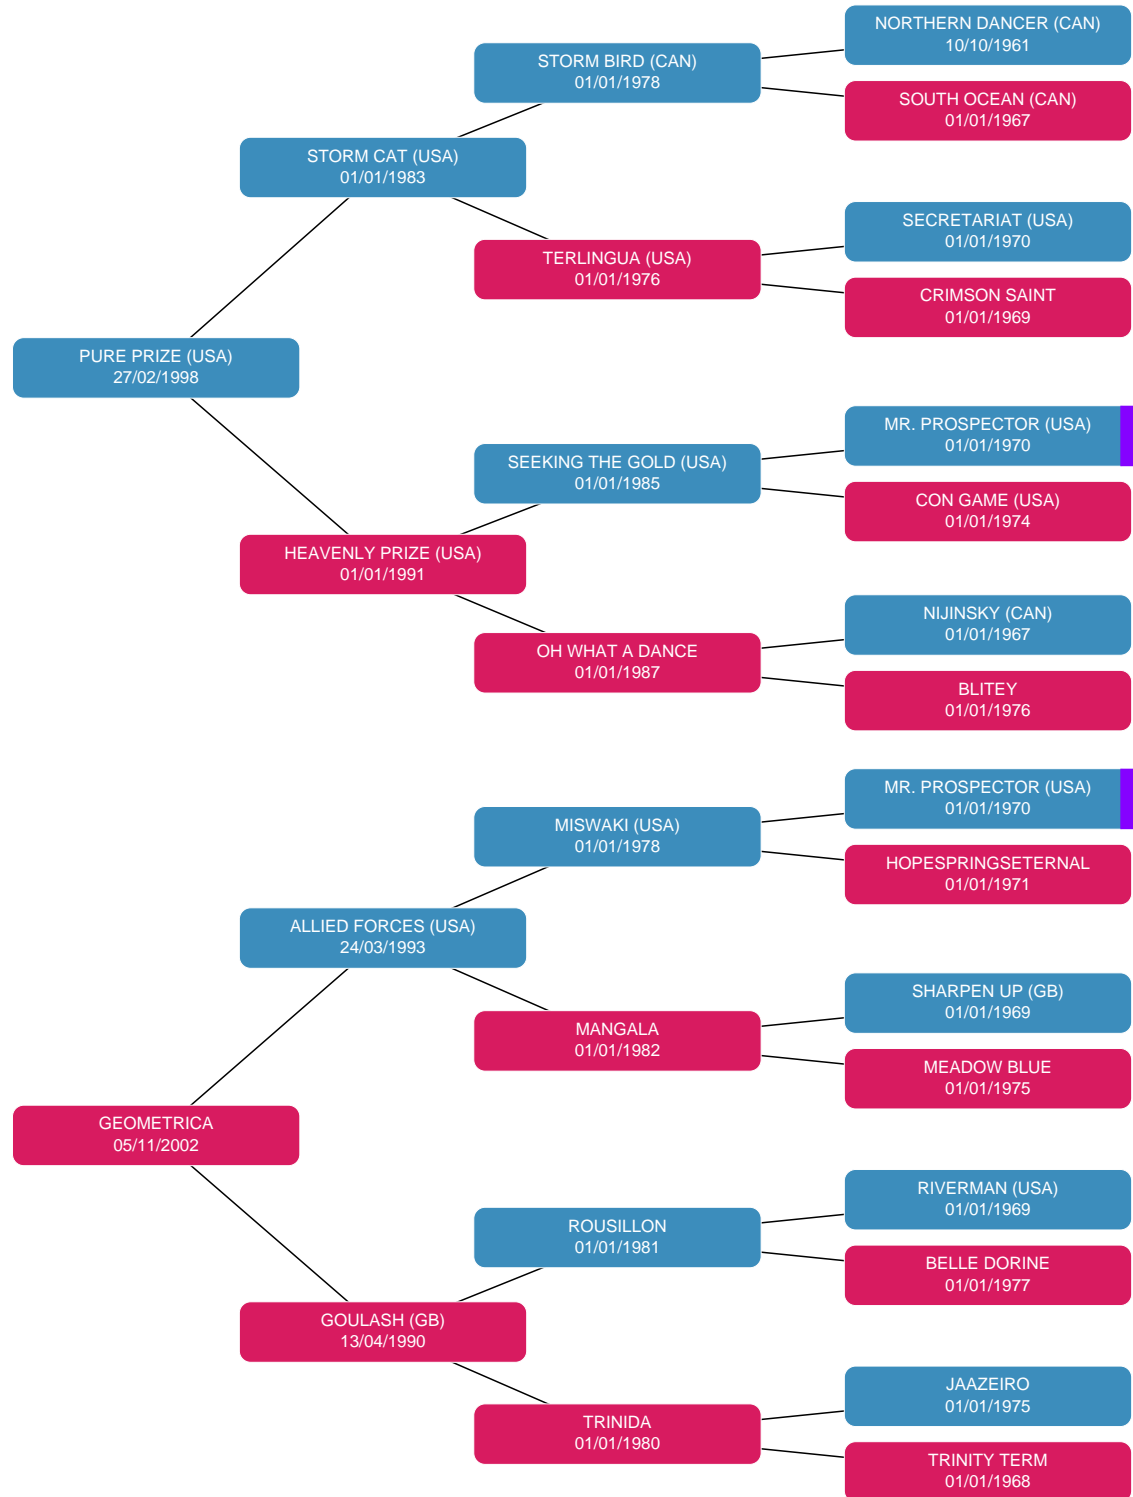 NORTHERN DANCER (CAN)
10/10/1961
STORM BIRD (CAN)
01/01/1978
SOUTH OCEAN (CAN)
01/01/1967
STORM CAT (USA)
01/01/1983
SECRETARIAT (USA)
01/01/1970
TERLINGUA (USA)
01/01/1976
CRIMSON SAINT
01/01/1969
PURE PRIZE (USA)
27/02/1998
MR. PROSPECTOR (USA)
01/01/1970
SEEKING THE GOLD (USA)
01/01/1985
CON GAME (USA)
01/01/1974
HEAVENLY PRIZE (USA)
01/01/1991
NIJINSKY (CAN)
01/01/1967
OH WHAT A DANCE
01/01/1987
BLITEY
01/01/1976
MR. PROSPECTOR (USA)
01/01/1970
MISWAKI (USA)
01/01/1978
HOPESPRINGSETERNAL
01/01/1971
ALLIED FORCES (USA)
24/03/1993
SHARPEN UP (GB)
01/01/1969
MANGALA
01/01/1982
MEADOW BLUE
01/01/1975
GEOMETRICA
05/11/2002
RIVERMAN (USA)
01/01/1969
ROUSILLON
01/01/1981
BELLE DORINE
01/01/1977
GOULASH (GB)
13/04/1990
JAAZEIRO
01/01/1975
TRINIDA
01/01/1980
TRINITY TERM
01/01/1968